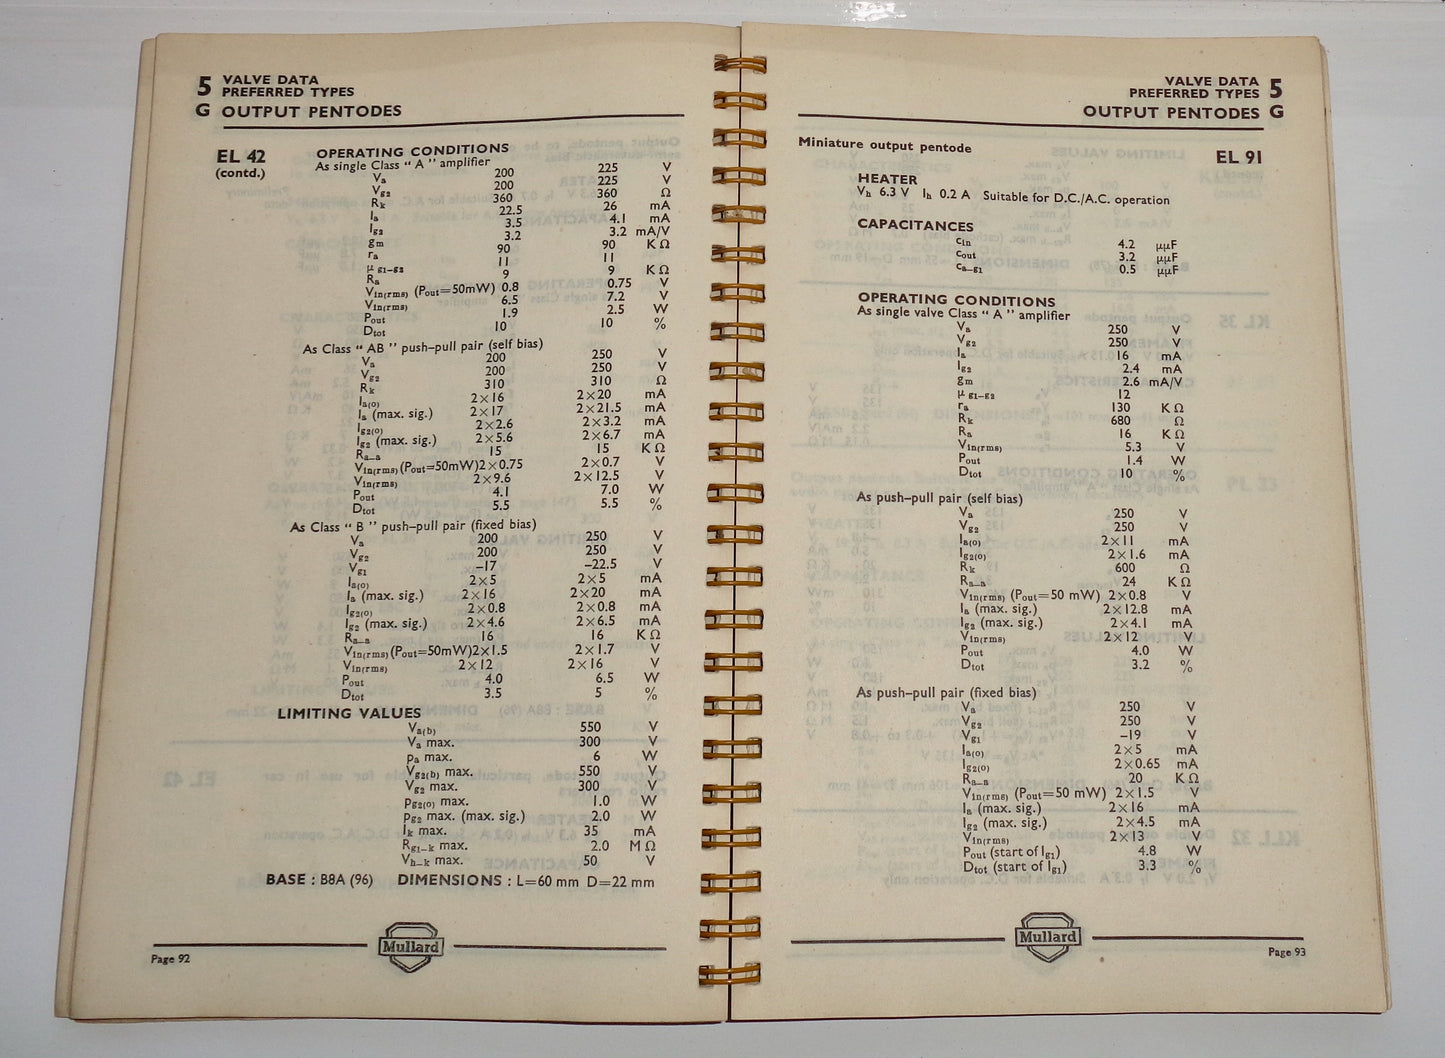 5 VALVE DATA
PREFERRED TYPES
G OUTPUT PENTODES
EL 42
(contd.)
OPERATING CONDITIONS
As single Class “ A ” amplifier
Va 200 225 V
Vg2 200 225 V
Rk 360 360 Ω
Ia 22.5 26 mA
Ig2 3.5 4.1 mA
gm 3.2 3.2 mA/V
ra 90 90 K Ω
μ g1–g2 11 11
Ra 9 9 K Ω
Vin(rms) (Pout=50mW) 0.8 0.75 V
Vin(rms) 6.5 7.2 V
Pout 1.9 2.5 W
Dtot 10 10 %
As Class “ AB ” push-pull pair (self bias)
Va 200 250 V
Vg2 200 250 V
Rk 310 310 Ω
Ia(o) 2×16 2×20 mA
Ia (max. sig.) 2×17 2×21.5 mA
Ig2(o) 2×2.6 2×3.2 mA
Ig2 (max. sig.) 2×5.6 2×6.7 mA
Ra–a 15 15 K Ω
Vin(rms) (Pout=50mW) 2×0.75 2×0.7 V
Vin(rms) 2×9.6 2×12.5 V
Pout 4.1 7.0 W
Dtot 5.5 5.5 %
As Class “ B ” push-pull pair (fixed bias)
Va 200 250 V
Vg2 200 250 V
Vg1 –17 –22.5 V
Ia(o) 2×5 2×5 mA
Ia (max. sig.) 2×16 2×20 mA
Ig2(o) 2×0.8 2×0.8 mA
Ig2 (max. sig.) 2×4.6 2×6.5 mA
Ra–a 16 16 K Ω
Vin(rms) (Pout=50mW) 2×1.5 2×1.7 V
Vin(rms) 2×12 2×16 V
Pout 4.0 6.5 W
Dtot 3.5 5 %
LIMITING VALUES
Va(b) 550 V
Va max. 300 V
pa max. 6 W
Vg2(b) max. 550 V
Vg2 max. 300 V
pg2(o) max. 1.0 W
pg2 max. (max. sig.) 2.0 W
Ik max. 35 mA
Rg1–k max. 2.0 M Ω
Vh–k max. 50 V
BASE : B8A (96) DIMENSIONS : L=60 mm D=22 mm
Mullard
Page 92
VALVE DATA 5
PREFERRED TYPES
OUTPUT PENTODES G
Miniature output pentode
EL 91
HEATER
Vh 6.3 V Ih 0.2 A Suitable for D.C./A.C. operation
CAPACITANCES
cin 4.2 μμF
cout 3.2 μμF
ca–g1 0.5 μμF
OPERATING CONDITIONS
As single valve Class “ A ” amplifier
Va 250 V
Vg2 250 V
Ia 16 mA
Ig2 2.4 mA
gm 2.6 mA/V
μ g1–g2 12
ra 130 K Ω
Rk 680 Ω
Ra 16 K Ω
Vin(rms) 5.3 V
Pout 1.4 W
Dtot 10 %
As push-pull pair (self bias)
Va 250 V
Vg2 250 V
Ia(o) 2×11 mA
Ig2(o) 2×1.6 mA
Rk 600 Ω
Ra–a 24 K Ω
Vin(rms) (Pout=50 mW) 2×0.8 V
Ia (max. sig.) 2×12.8 mA
Ig2 (max. sig.) 2×4.1 mA
Vin(rms) 2×12 V
Pout 4.0 W
Dtot 3.2 %
As push-pull pair (fixed bias)
Va 250 V
Vg2 250 V
Vg1 –19 V
Ia(o) 2×5 mA
Ig2(o) 2×0.65 mA
Ra–a 20 K Ω
Vin(rms) (Pout=50 mW) 2×1.5 V
Ia (max. sig.) 2×16 mA
Ig2 (max. sig.) 2×4.5 mA
Vin(rms) 2×13 V
Pout (start of Ig1) 4.8 W
Dtot (start of Ig1) 3.3 %
Mullard
Page 93